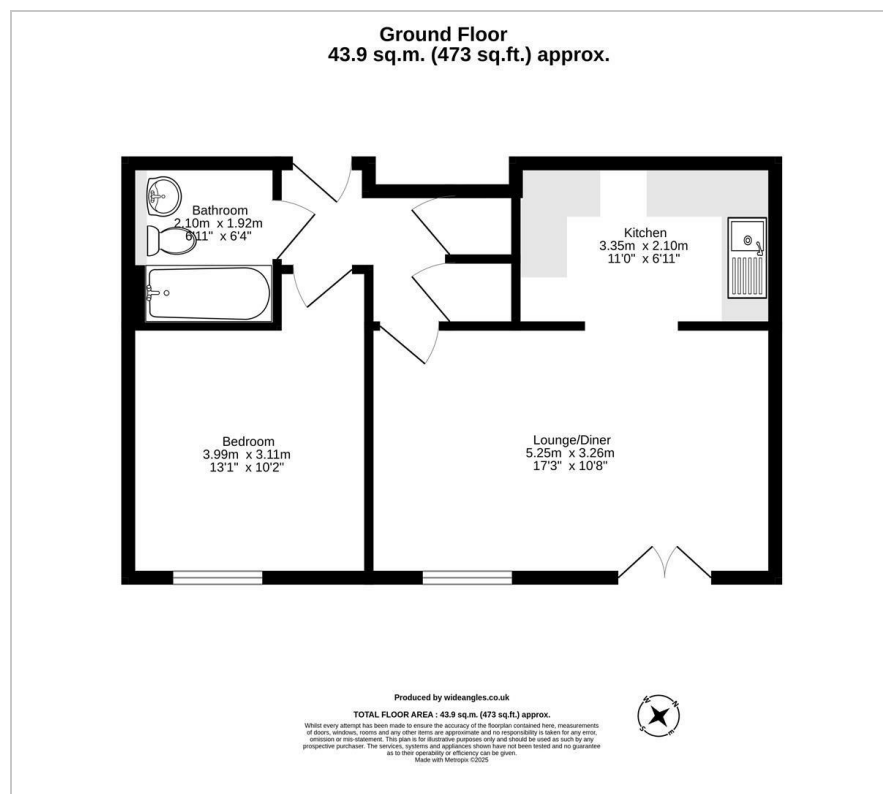 Ground Floor
43.9 sq.m. (473 sq.ft.) approx.
Bathroom
2.10m x 1.92m
6'11" x 6'4"
Kitchen
3.35m x 2.10m
11'0" x 6'11"
Bedroom
3.99m x 3.11m
13'1" x 10'2"
Lounge/Diner
5.25m x 3.26m
17'3" x 10'8"
Produced by wideangles.co.uk
TOTAL FLOOR AREA : 43.9 sq.m. (473 sq.ft.) approx.
Whilst every attempt has been made to ensure the accuracy of the floorplan contained here, measurements
of doors, windows, rooms and any other items are approximate and no responsibility is taken for any error,
omission or mis-statement. This plan is for illustrative purposes only and should be used as such by any
prospective purchaser. The services, systems and appliances shown have not been tested and no guarantee
as to their operability or efficiency can be given.
Made with Metropix ©2025
W N
S E